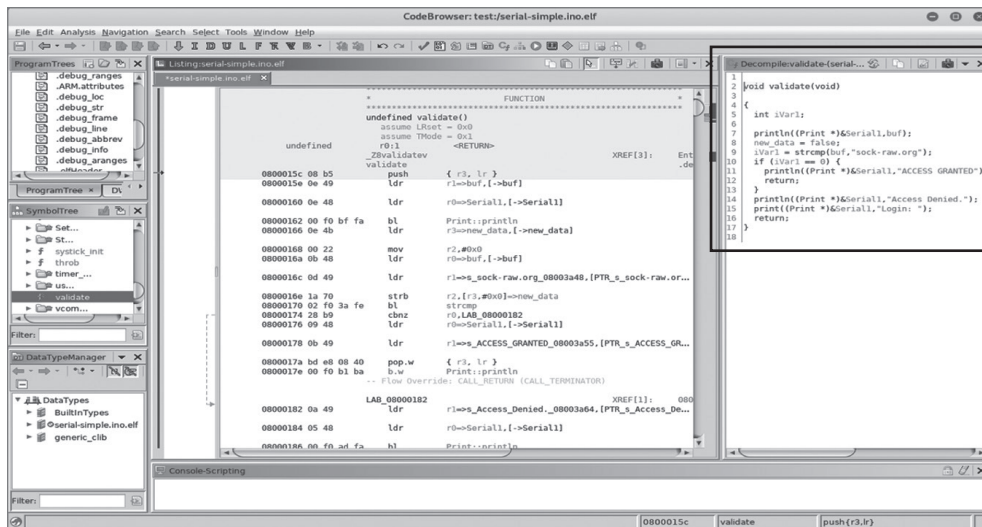 CodeBrowser: test:/serial-simple.ino.elf
File Edit Analysis Navigation Search Select Tools Window Help
ProgramTrees
.debug_ranges
.ARM.attributes
.debug_loc
.debug_str
.debug_frame
.debug_line
.debug_abbrev
.debug_info
.debug_aranges
.elfHeader
ProgramTree ×
SymbolTree
Set...
St...
f systick_init
f throb
timer_...
us...
f validate
vcom...
Filter:
DataTypeManager
DataTypes
BuiltInTypes
serial-simple.ino.elf
generic_clib
Filter:
Listing:serial-simple.ino.elf
*serial-simple.ino.elf ×
* FUNCTION *
undefined validate()
assume LRset = 0x0
assume TMode = 0x1
undefined r0:1 <RETURN>
_Z8validatev XREF[3]: Ent
validate .de
0800015c 08 b5 push { r3, lr }
0800015e 0e 49 ldr r1=>buf,[->buf]
08000160 0e 48 ldr r0=>Serial1,[->Serial1]
08000162 00 f0 bf fa bl Print::println
08000166 0e 4b ldr r3=>new_data,[->new_data]
08000168 00 22 mov r2,#0x0
0800016a 0b 48 ldr r0=>buf,[->buf]
0800016c 0d 49 ldr r1=>s_sock-raw.org_08003a48,[PTR_s_sock-raw.or...
0800016e 1a 70 strb r2,[r3,#0x0]=>new_data
08000170 02 f0 3a fe bl strcmp
08000174 28 b9 cbnz r0,LAB_08000182
08000176 09 48 ldr r0=>Serial1,[->Serial1]
08000178 0b 49 ldr r1=>s_ACCESS_GRANTED_08003a55,[PTR_s_ACCESS_GR...
0800017a bd e8 08 40 pop.w { r3, lr }
0800017e 00 f0 b1 ba b.w Print::println
-- Flow Override: CALL_RETURN (CALL_TERMINATOR)
LAB_08000182 XREF[1]: 080
08000182 0a 49 ldr r1=>s_Access_Denied._08003a64,[PTR_s_Access_De...
08000184 05 48 ldr r0=>Serial1,[->Serial1]
08000186 00 f0 ad fa bl Print::println
Decompile:validate-(serial-...
1
2 void validate(void)
3
4 {
5 int iVar1;
6
7 println((Print *)&Serial1,buf);
8 new_data = false;
9 iVar1 = strcmp(buf,"sock-raw.org");
10 if (iVar1 == 0) {
11 println((Print *)&Serial1,"ACCESS GRANTED")
12 return;
13 }
14 println((Print *)&Serial1,"Access Denied.");
15 print((Print *)&Serial1,"Login: ");
16 return;
17 }
18
Console-Scripting
0800015c validate push{r3,lr}